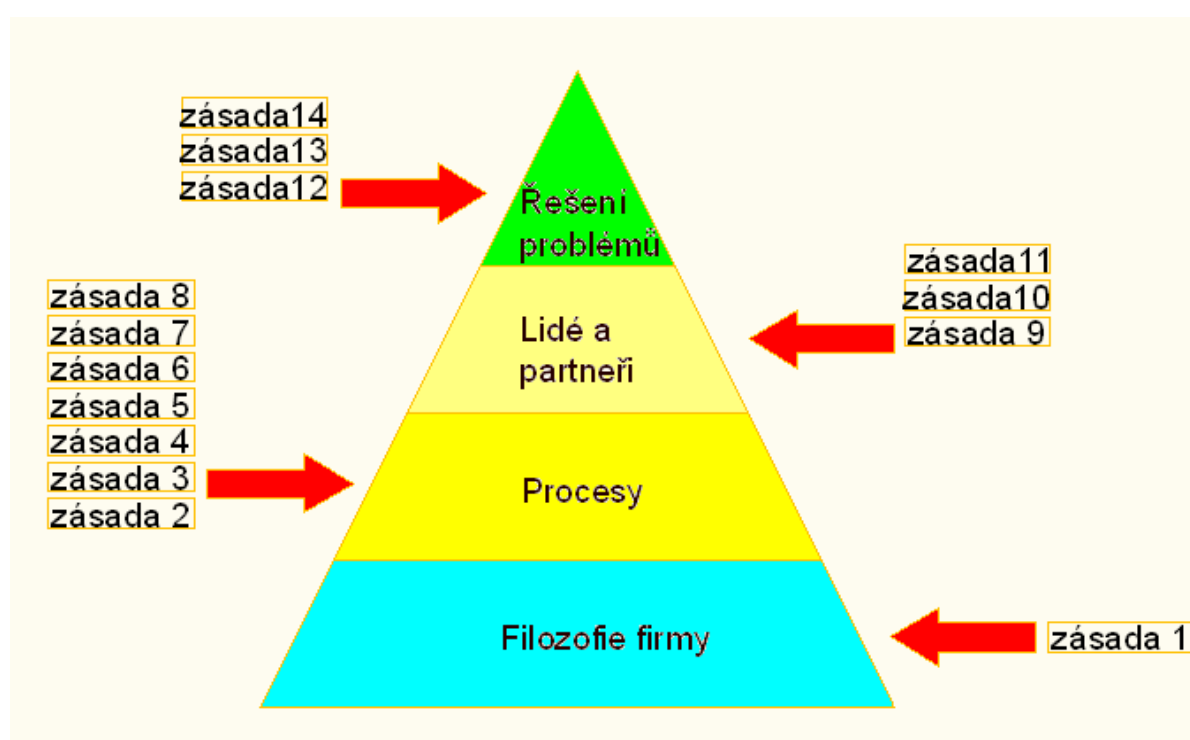 zásada14
zásada13
zásada12
Řešení
problémů
zásada11
zásada10
zásada 9
Lidé a
partneři
zásada 8
zásada 7
zásada 6
zásada 5
zásada 4
zásada 3
zásada 2
Procesy
Filozofie firmy
zásada 1